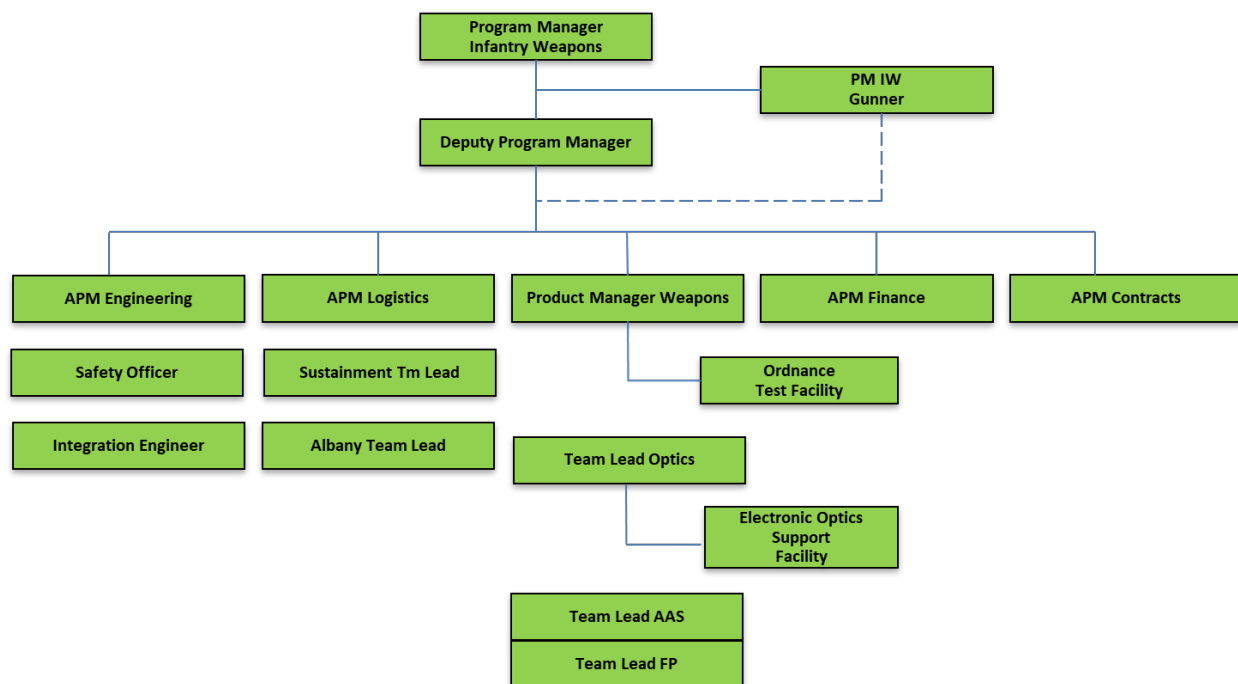 Program Manager
Infantry Weapons
PM IW
Gunner
Deputy Program Manager
APM Engineering
APM Logistics
Product Manager Weapons
APM Finance
APM Contracts
Safety Officer
Sustainment Tm Lead
Ordnance
Test Facility
Integration Engineer
Albany Team Lead
Team Lead Optics
Electronic Optics
Support
Facility
Team Lead AAS
Team Lead FP